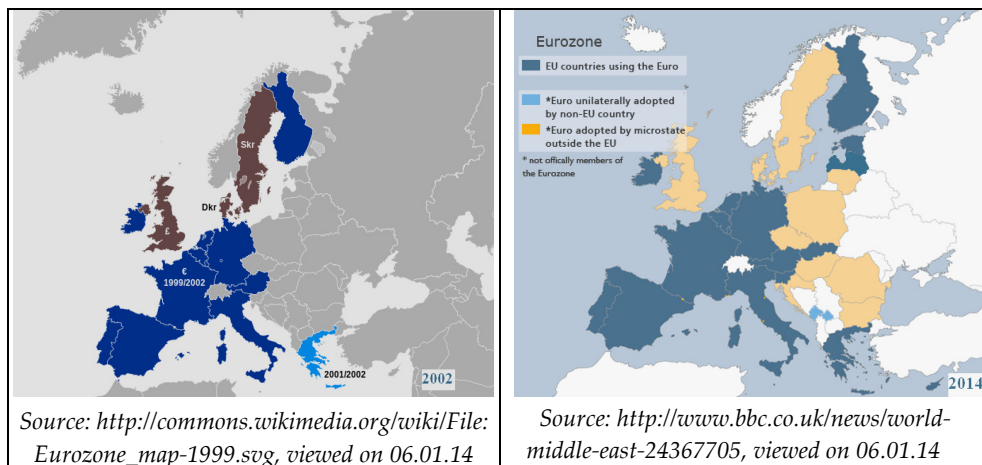 Skr
Dkr
£
€
1999/2002
2001/2002
2002
Source: http://commons.wikimedia.org/wiki/File:
Eurozone_map-1999.svg, viewed on 06.01.14
Eurozone
EU countries using the Euro
*Euro unilaterally adopted
by non-EU country
*Euro adopted by microstate
outside the EU
* not offically members of
the Eurozone
2014
Source: http://www.bbc.co.uk/news/world-
middle-east-24367705, viewed on 06.01.14